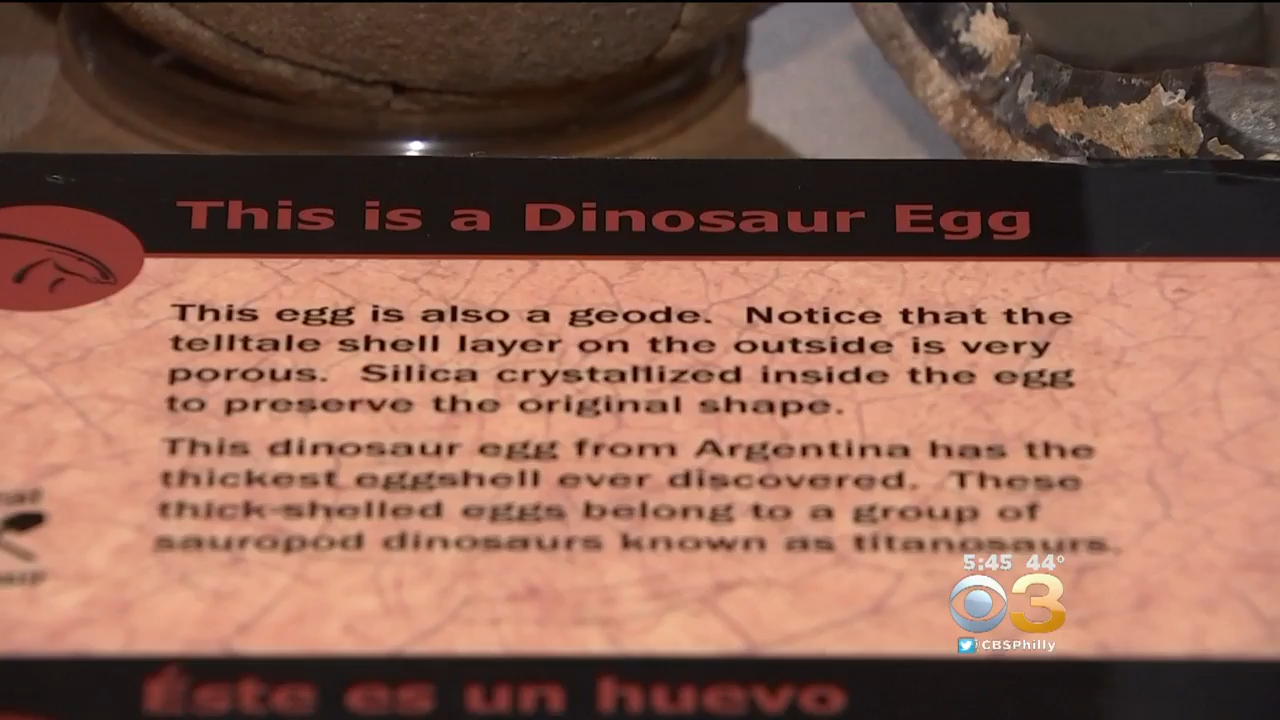 This is a Dinosaur Egg
This egg is also a geode. Notice that the
telltale shell layer on the outside is very
porous. Silica crystallized inside the egg
to preserve the original shape.
This dinosaur egg from Argentina has the
thickest eggshell ever discovered. These
thick-shelled eggs belong to a group of
sauropod dinosaurs known as titanosaurs.
5:45 44°
3
@CBSPhilly
Éste es un huevo